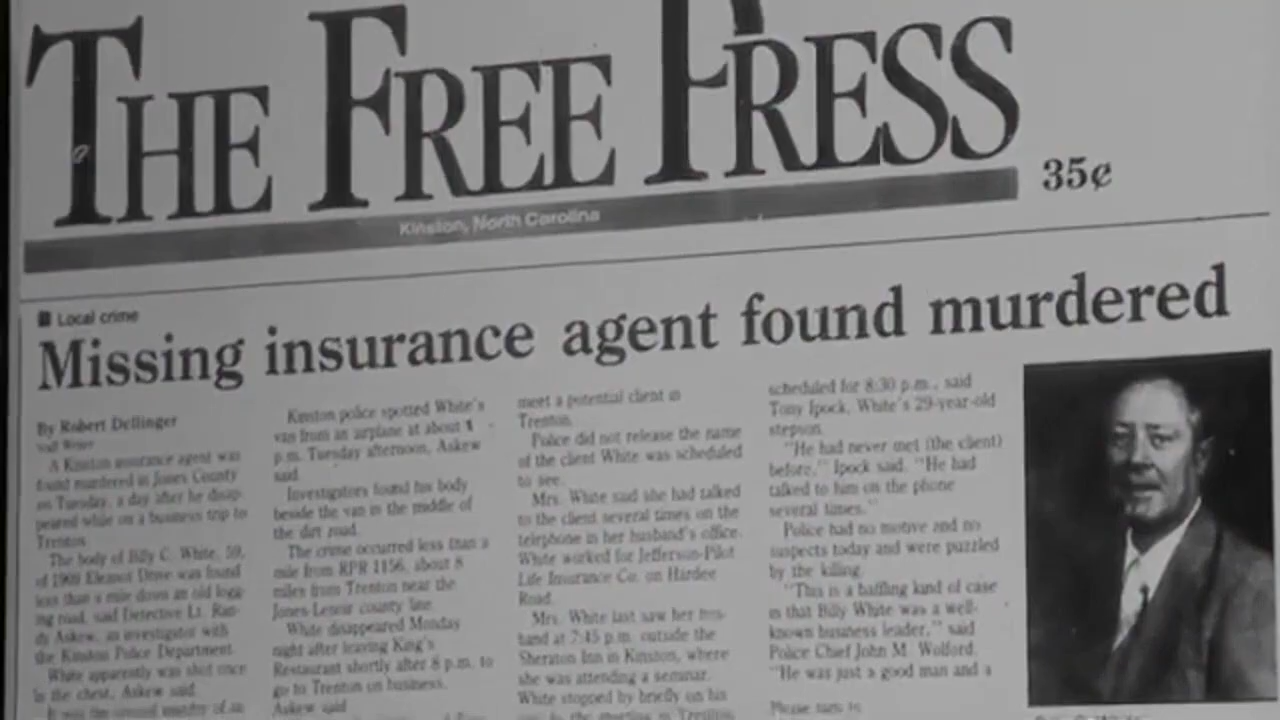 THE FREE PRESS
35¢
Kinston, North Carolina
Local crime
Missing insurance agent found murdered
By Robert Dellinger
A Kinston insurance agent was
found murdered in Jones County
on Tuesday, a day after he disap-
peared while on a business trip to
Trenton.
The body of Billy C. White, 59,
of 1908 Eleanor Drive was found
less than a mile down an old logg-
ing road, said Detective Lt. Ran-
dy Askew, an investigator with
the Kinston Police Department.
White apparently was shot once
in the chest, Askew said.
Kinston police spotted White's
van from an airplane at about 1
p.m. Tuesday afternoon, Askew
said.
Investigators found his body
beside the van in the middle of
the dirt road.
The crime occurred less than a
mile from RPR 1156, about 8
miles from Trenton near the
Jones-Lenoir county line.
White disappeared Monday
night after leaving King's
Restaurant shortly after 8 p.m. to
go to Trenton on business,
Askew said.
meet a potential client in
Trenton.
Police did not release the name
of the client White was scheduled
to see.
Mrs. White said she had talked
to the client several times on the
telephone in her husband's office.
White worked for Jefferson-Pilot
Life Insurance Co. on Hardee
Road.
Mrs. White last saw her hus-
band at 7:45 p.m. outside the
Sheraton Inn in Kinston, where
she was attending a seminar.
White stopped by briefly on his
scheduled for 8:30 p.m., said
Tony Ipock, White's 29-year-old
stepson.
"He had never met (the client)
before," Ipock said. "He had
talked to him on the phone
several times."
Police had no motive and no
suspects today and were puzzled
by the killing.
"This is a baffling kind of case
in that Billy White was a well-
known business leader," said
Police Chief John M. Wolford.
"He was just a good man and a
Please turn to